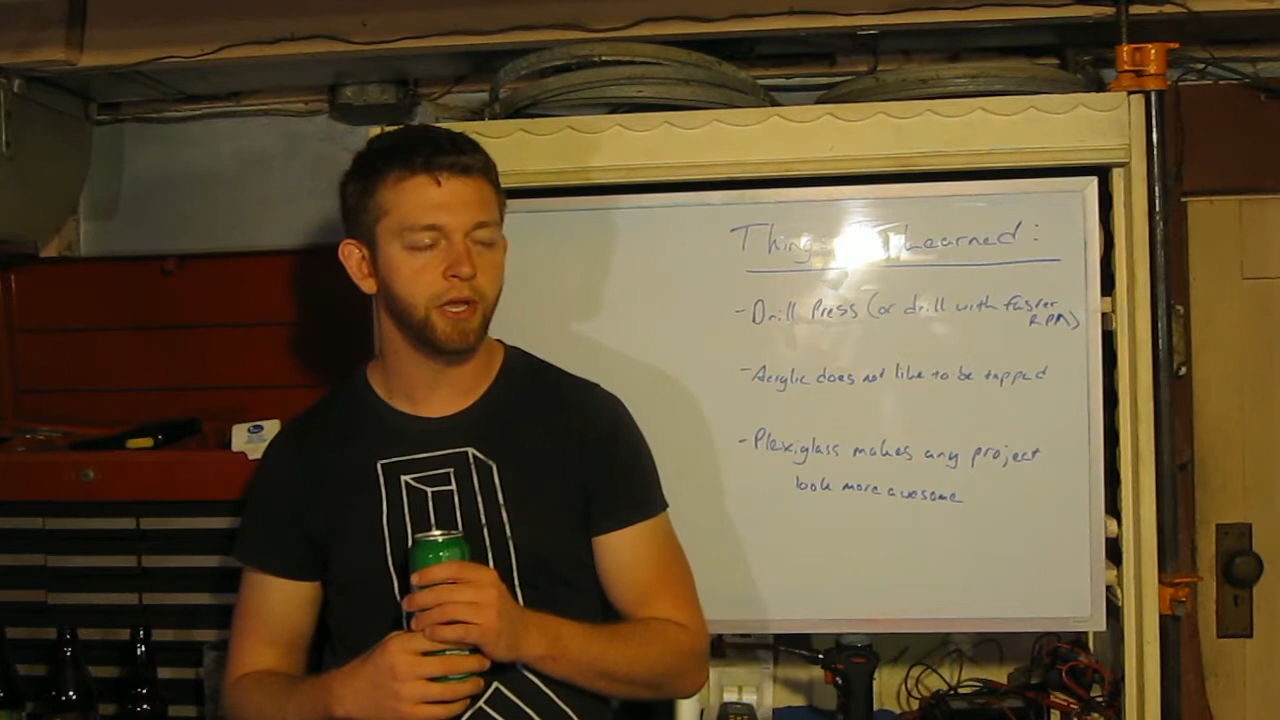 Things I Learned:
- Drill Press (or drill with faster
RPM)
- Acrylic does not like to be tapped
- Plexiglass makes any project
look more awesome